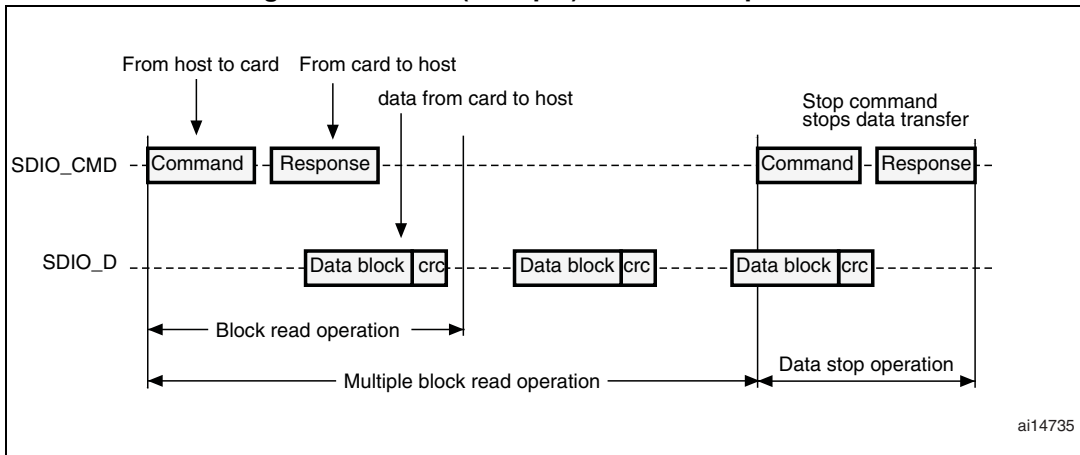 From host to card From card to host
data from card to host
Stop command
stops data transfer
SDIO_CMD Command Response Command Response
SDIO_D Data block crc Data block crc Data block crc
Block read operation
Data stop operation
Multiple block read operation
ai14735